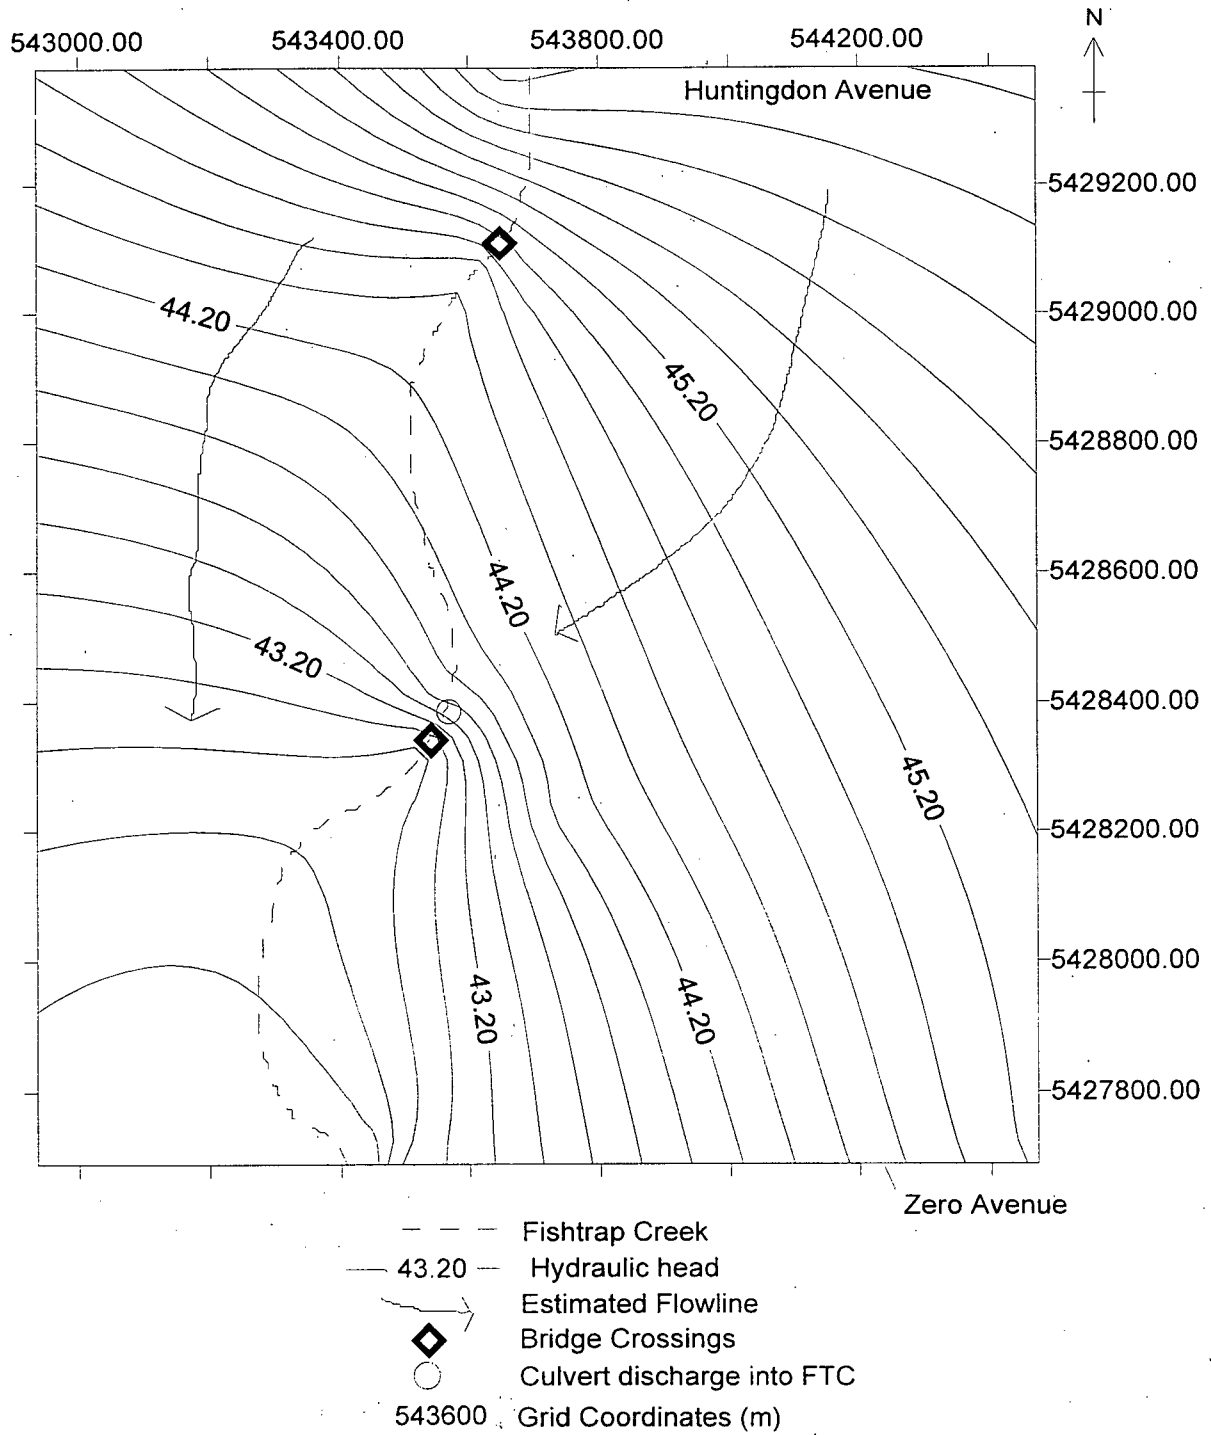 543000.00 543400.00 543800.00 544200.00 N
Huntingdon Avenue
5429200.00
44.20
5429000.00
45.20
5428800.00
44.20
5428600.00
43.20
5428400.00
45.20
5428200.00
43.20
44.20
5428000.00
5427800.00
Zero Avenue
Fishtrap Creek
43.20 Hydraulic head
Estimated Flowline
Bridge Crossings
Culvert discharge into FTC
543600 Grid Coordinates (m)